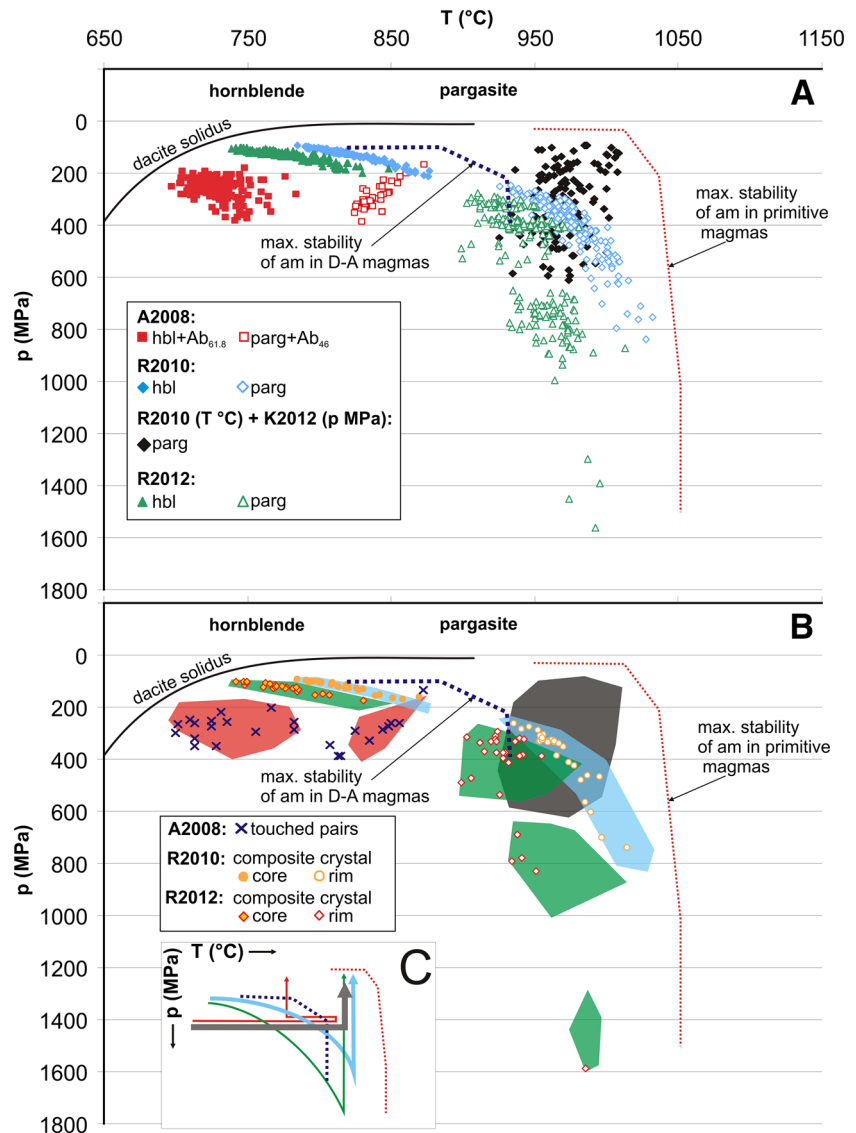 T (°C)
650 750 850 950 1050 1150
hornblende pargasite A
0
dacite solidus
200
max. stability
of am in primitive
magmas
400
max. stability
of am in D-A magmas
600
p (MPa)
A2008:
hbl+Ab61.8 parg+Ab46
800
R2010:
hbl parg
1000
R2010 (T °C) + K2012 (p MPa):
parg
1200
R2012:
hbl parg
1400
1600
1800
hornblende pargasite B
0
dacite solidus
200
max. stability
of am in primitive
magmas
400
max. stability
of am in D-A magmas
600
p (MPa)
A2008: touched pairs
R2010: composite crystal
core rim
800
R2012: composite crystal
core rim
1000
T (°C) C
p (MPa)
1200
1400
1600
1800